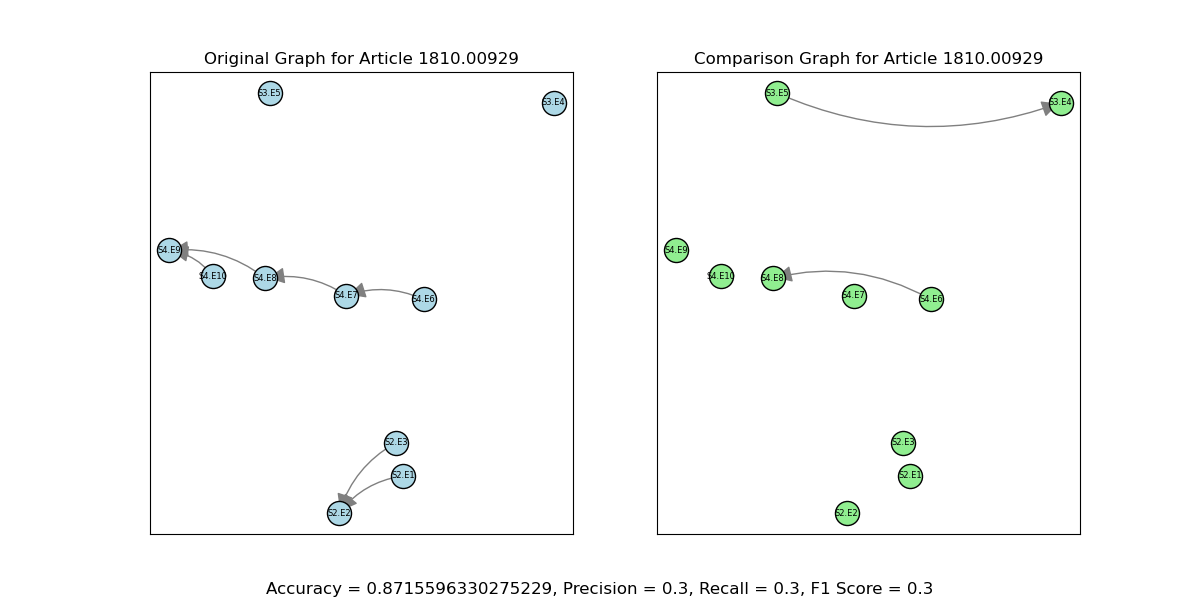 Original Graph for Article 1810.00929
S3.E5
S3.E4
S4.E9
S4.E10
S4.E8
S4.E7
S4.E6
S2.E3
S2.E1
S2.E2
Comparison Graph for Article 1810.00929
S3.E5
S3.E4
S4.E9
S4.E10
S4.E8
S4.E7
S4.E6
S2.E3
S2.E1
S2.E2
Accuracy = 0.8715596330275229, Precision = 0.3, Recall = 0.3, F1 Score = 0.3